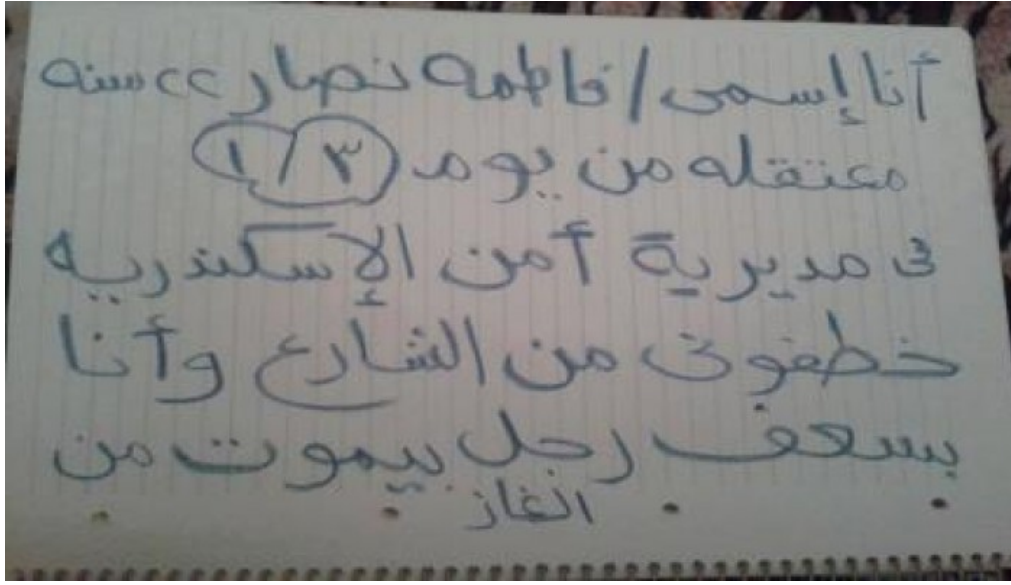 أنا إسمى / فاطمه نصار ٢٢ سنه
معتقله من يوم (٣ / ١)
فى مديرية أمن الإسكندريه
خطفونى من الشارع وأنا
بسعف رجل بيموت من
الغاز